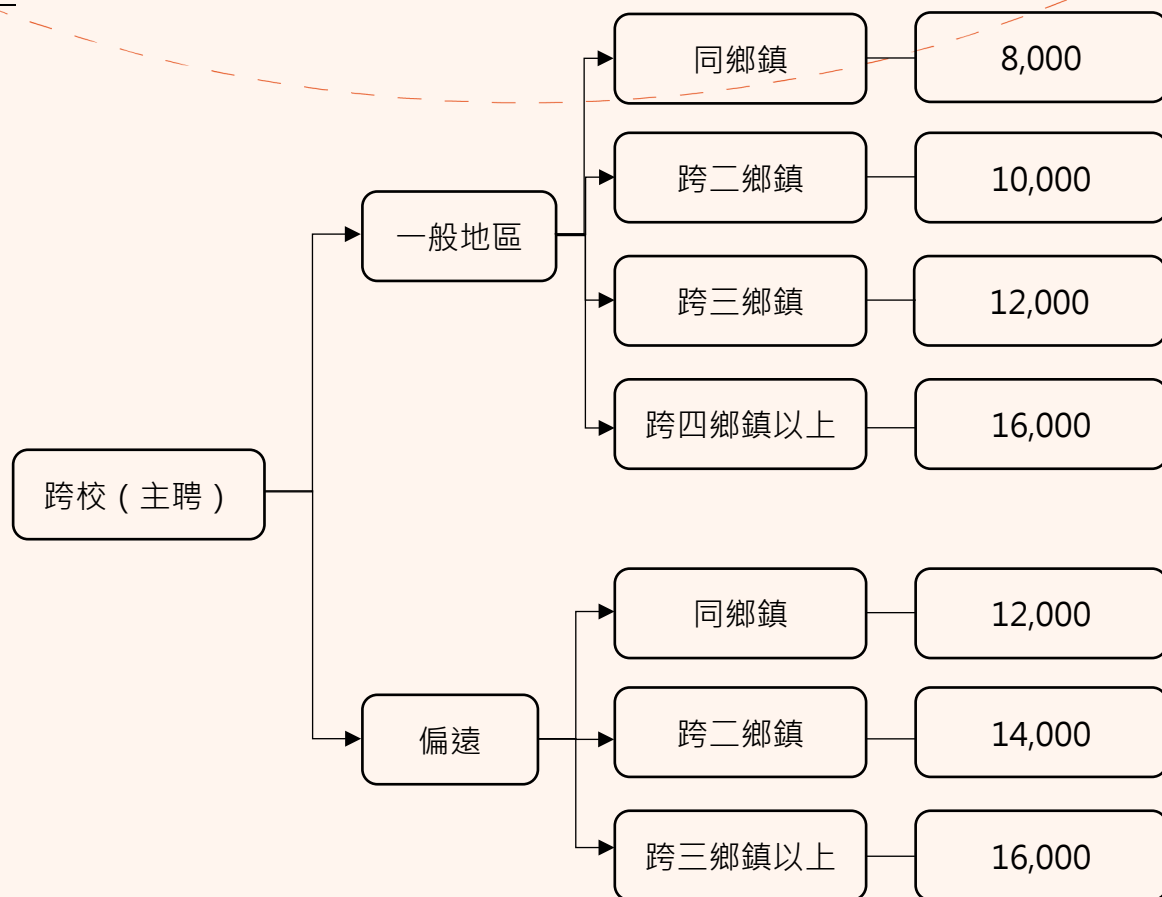 同鄉鎮
8,000
跨二鄉鎮
10,000
一般地區
跨三鄉鎮
12,000
跨四鄉鎮以上
16,000
跨校（主聘）
同鄉鎮
12,000
偏遠
跨二鄉鎮
14,000
跨三鄉鎮以上
16,000